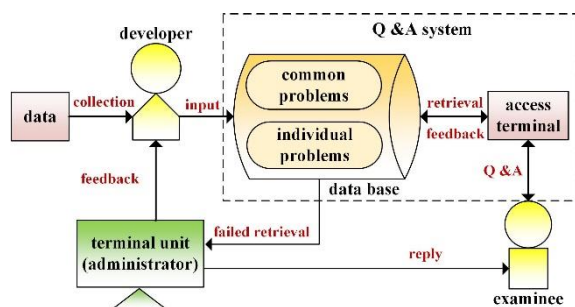 Q &A system
developer
common
problems
individual
problems
data base
data
collection
input
retrieval
feedback
access
terminal
feedback
Q &A
failed retrieval
terminal unit
(administrator)
reply
examinee